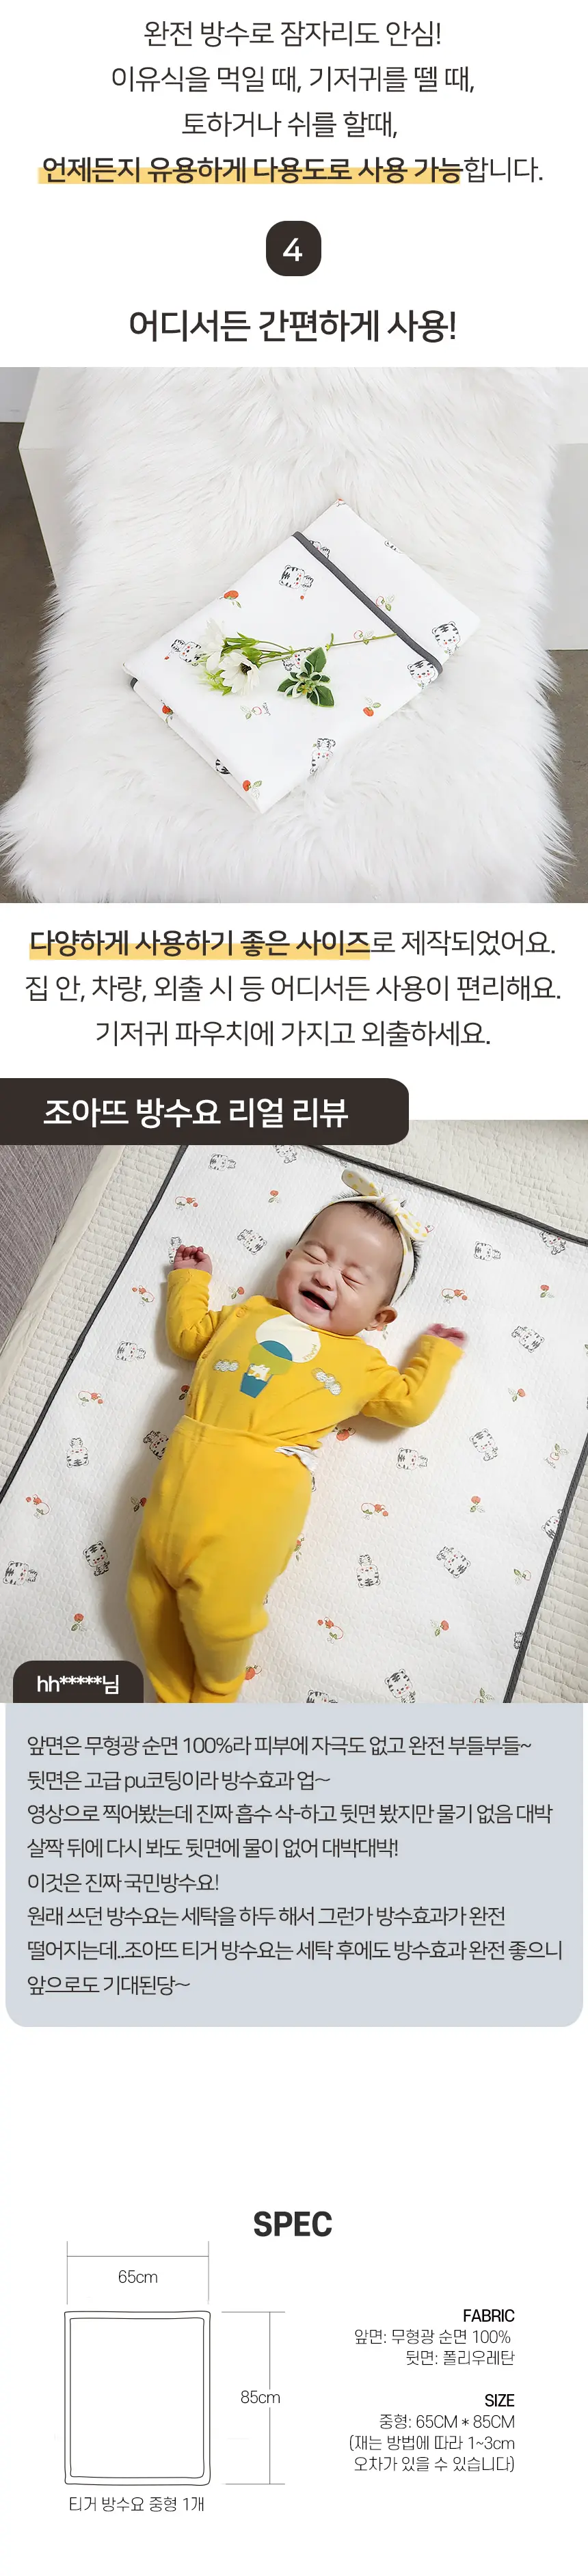 완전 방수로 잠자리도 안심!
이유식을 먹일 때, 기저귀를 뗄 때,
토하거나 쉬를 할때,
언제든지 유용하게 다용도로 사용 가능합니다.
4
어디서든 간편하게 사용!
다양하게 사용하기 좋은 사이즈로 제작되었어요.
집 안, 차량, 외출 시 등 어디서든 사용이 편리해요.
기저귀 파우치에 가지고 외출하세요.
조아뜨 방수요 리얼 리뷰
hh*****님
앞면은 무형광 순면 100%라 피부에 자극도 없고 완전 부들부들~
뒷면은 고급 pu코팅이라 방수효과 업~
영상으로 찍어봤는데 진짜 흡수 삭-하고 뒷면 봤지만 물기 없음 대박
살짝 뒤에 다시 봐도 뒷면에 물이 없어 대박대박!
이것은 진짜 국민방수요!
원래 쓰던 방수요는 세탁을 하두 해서 그런가 방수효과가 완전
떨어지는데..조아뜨 티거 방수요는 세탁 후에도 방수효과 완전 좋으니
앞으로도 기대된당~
SPEC
65cm
85cm
티거 방수요 중형 1개
FABRIC
앞면: 무형광 순면 100%
뒷면: 폴리우레탄
SIZE
중형: 65CM * 85CM
(재는 방법에 따라 1~3cm
오차가 있을 수 있습니다)